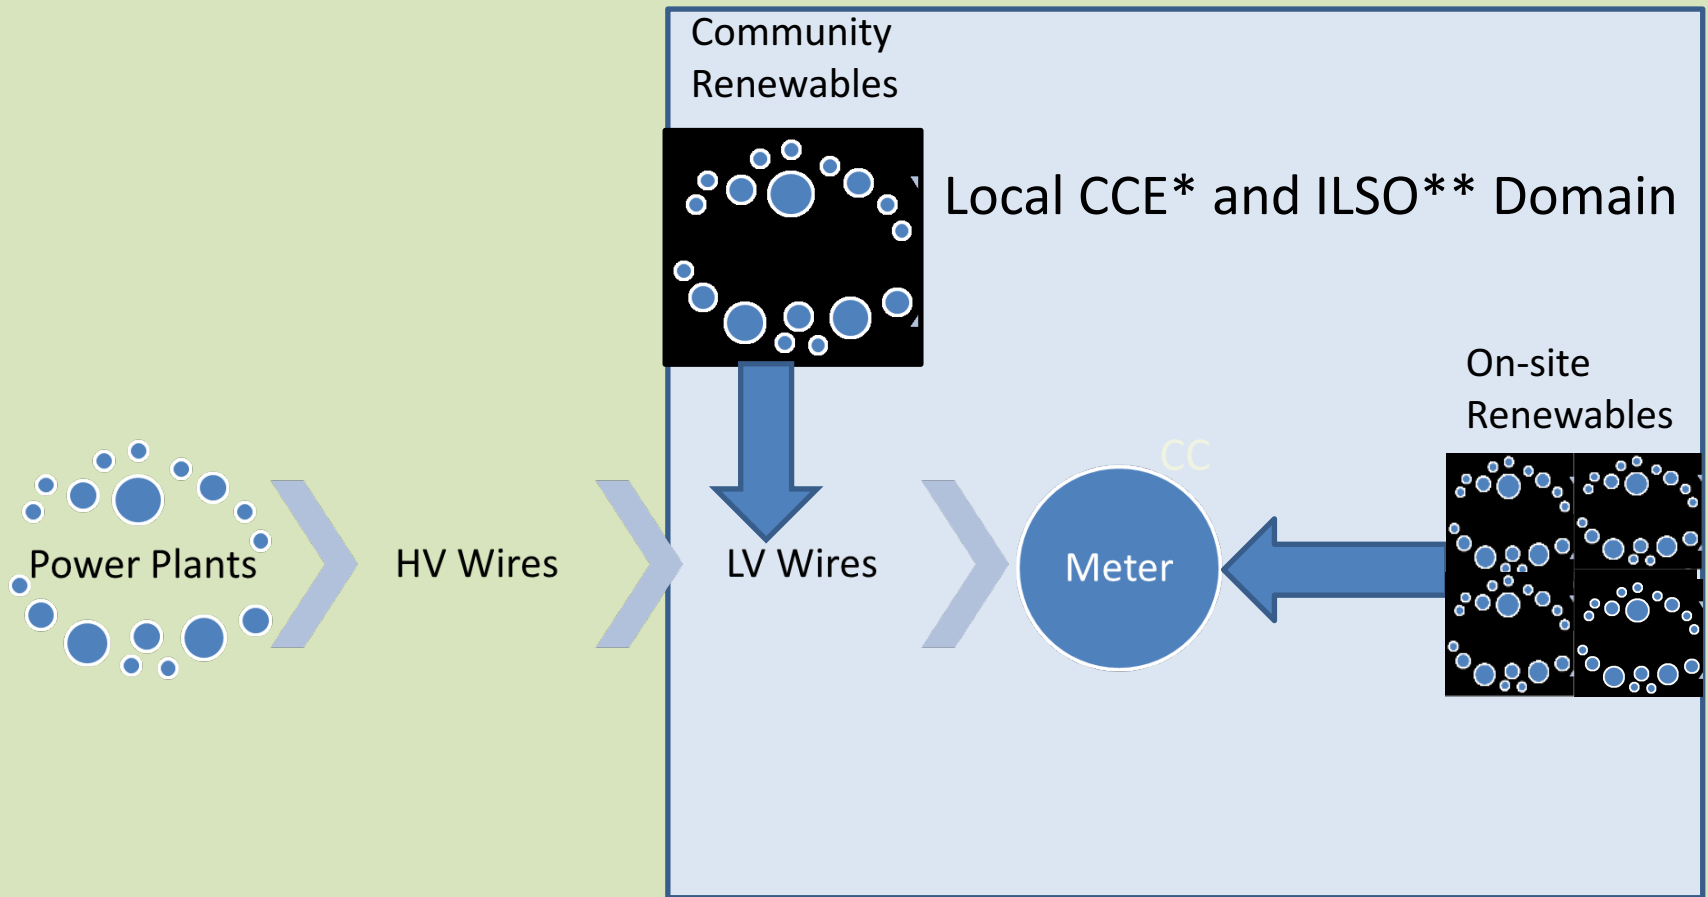 Community
Renewables
Local CCE* and ILSO** Domain
On-site
Renewables
CC
Power Plants
HV Wires
LV Wires
Meter